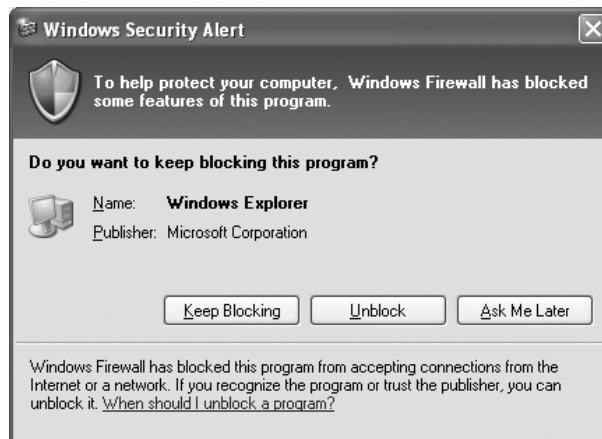 Windows Security Alert
To help protect your computer, Windows Firewall has blocked
some features of this program.
Do you want to keep blocking this program?
Name: Windows Explorer
Publisher: Microsoft Corporation
Keep Blocking Unblock Ask Me Later
Windows Firewall has blocked this program from accepting connections from the
Internet or a network. If you recognize the program or trust the publisher, you can
unblock it. When should I unblock a program?